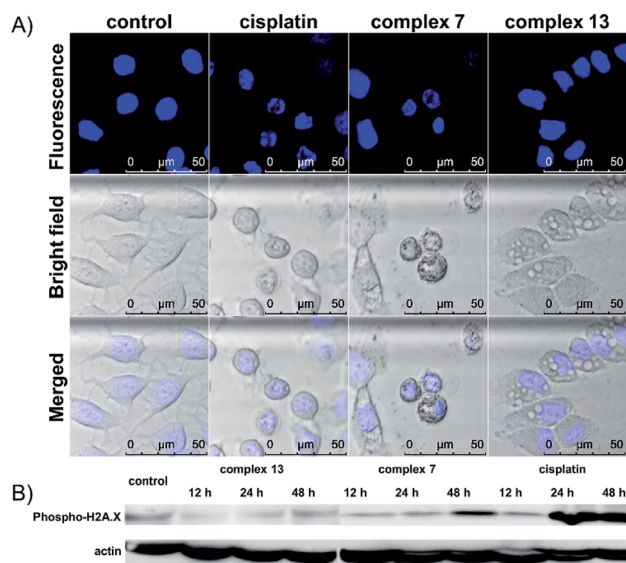 A)
control cisplatin complex 7 complex 13
Fluorescence
µm
0 50
µm
0 50
µm
0 50
µm
0 50
Bright field
µm
0 50
µm
0 50
µm
0 50
µm
0 50
Merged
µm
0 50
µm
0 50
µm
0 50
µm
0 50
B)
control complex 13 complex 7 cisplatin
12 h 24 h 48 h 12 h 24 h 48 h 12 h 24 h 48 h
Phospho-H2A.X
actin